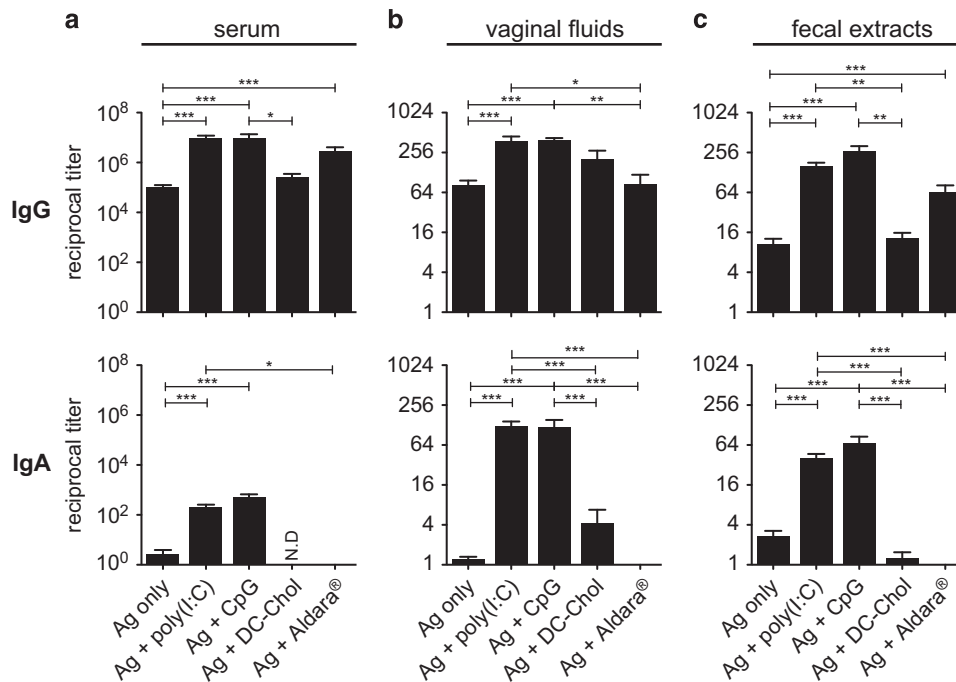 a serum
b vaginal fluids
c fecal extracts
IgG
reciprocal titer
10⁸
10⁶
10⁴
10²
10⁰
***
***
***
*
1024
256
64
16
4
1
*
***
**
***
1024
256
64
16
4
1
***
**
***
***
**
IgA
reciprocal titer
10⁸
10⁶
10⁴
10²
10⁰
*
***
***
N.D
1024
256
64
16
4
1
***
***
***
***
***
***
1024
256
64
16
4
1
***
***
***
***
***
***
Ag only
Ag + poly(I:C)
Ag + CpG
Ag + DC-Chol
Ag + Aldara®
Ag only
Ag + poly(I:C)
Ag + CpG
Ag + DC-Chol
Ag + Aldara®
Ag only
Ag + poly(I:C)
Ag + CpG
Ag + DC-Chol
Ag + Aldara®